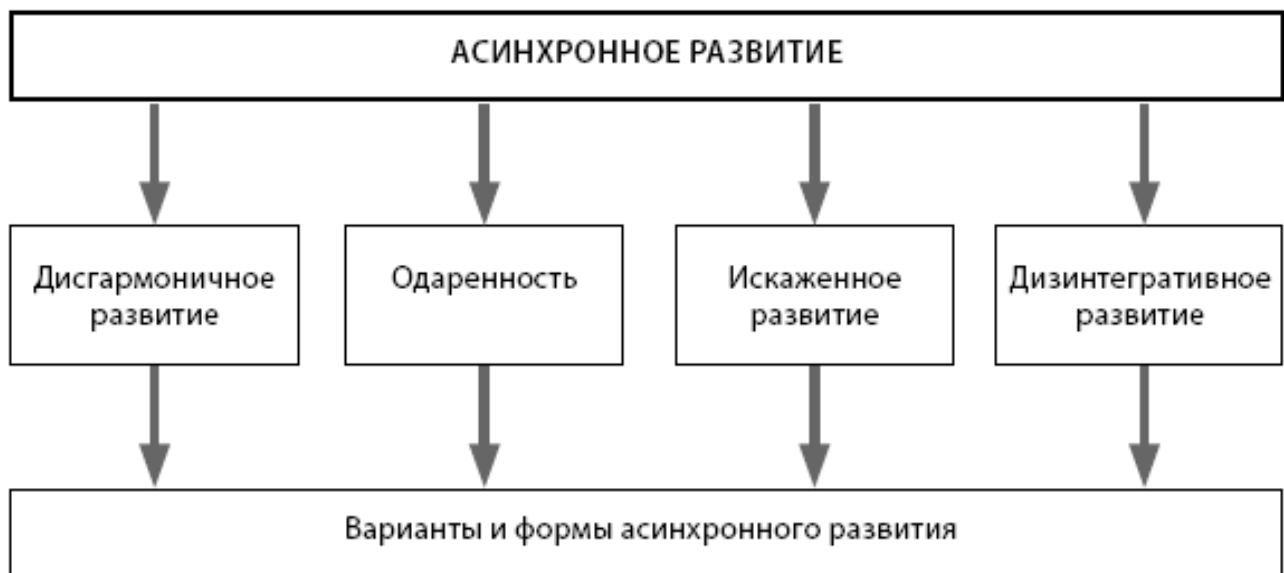 АСИНХРОННОЕ РАЗВИТИЕ
Дисгармоничное
развитие
Одаренность
Искаженное
развитие
Дизинтегративное
развитие
Варианты и формы асинхронного развития